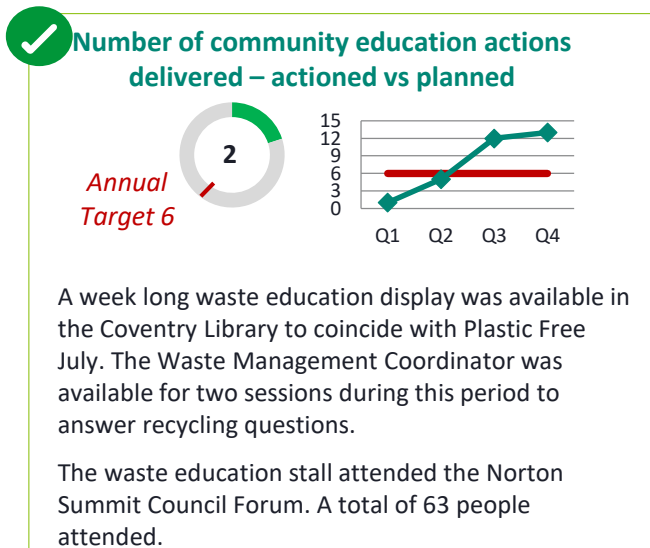 Number of community education actions
delivered – actioned vs planned
2
Annual
Target 6
15
12
9
6
3
0
Q1 Q2 Q3 Q4
A week long waste education display was available in
the Coventry Library to coincide with Plastic Free
July. The Waste Management Coordinator was
available for two sessions during this period to
answer recycling questions.
The waste education stall attended the Norton
Summit Council Forum. A total of 63 people
attended.